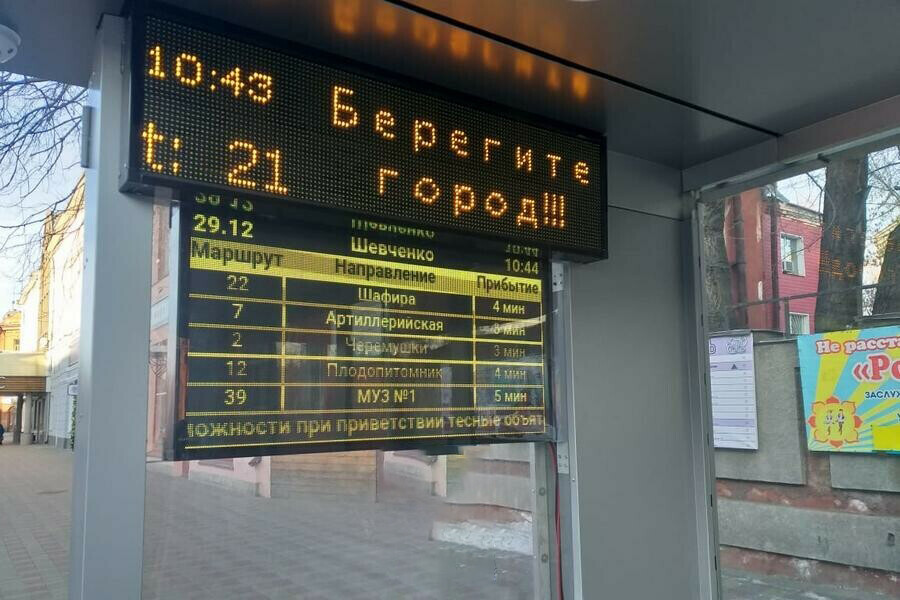 10:43
t: 21
Берегите
город!!!
29.12
Шевченко
10:44
Маршрут Направление Прибытие
22 Шафира 4 мин
7 Артиллерийская мин
2 Черемушки 3 мин
12 Плодопитомник 4 мин
39 МУЗ №1 5 мин
можности при приветствии тесные объят
Не расста
«Ро
ЗАСЛУ